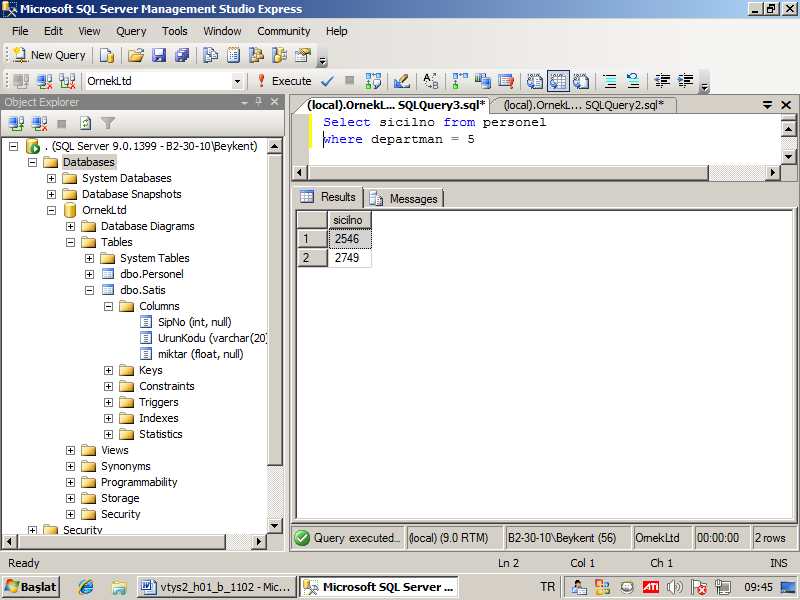 Microsoft SQL Server Management Studio Express
File Edit View Query Tools Window Community Help
New Query
OrnekLtd Execute
Object Explorer
(local).OrnekL... SQLQuery3.sql* (local).OrnekL... SQLQuery2.sql*
Select sicilno from personel
where departman = 5
. (SQL Server 9.0.1399 - B2-30-10\Beykent)
Databases
System Databases
Database Snapshots
OrnekLtd
Database Diagrams
Tables
System Tables
dbo.Personel
dbo.Satis
Columns
SipNo (int, null)
UrunKodu (varchar(20)
miktar (float, null)
Keys
Constraints
Triggers
Indexes
Statistics
Views
Synonyms
Programmability
Storage
Security
Security
Results Messages
sicilno
1 2546
2 2749
Query executed... (local) (9.0 RTM) B2-30-10\Beykent (56) OrnekLtd 00:00:00 2 rows
Ready Ln 2 Col 1 Ch 1 INS
Başlat vtys2_h01_b_1102 - Mic... Microsoft SQL Server ... TR ATI 09:45